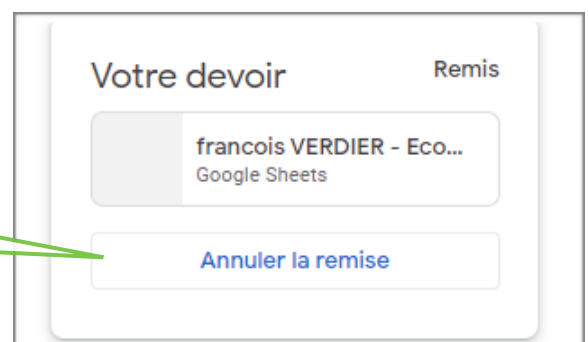 Votre devoir Remis
francois VERDIER - Eco...
Google Sheets
Annuler la remise